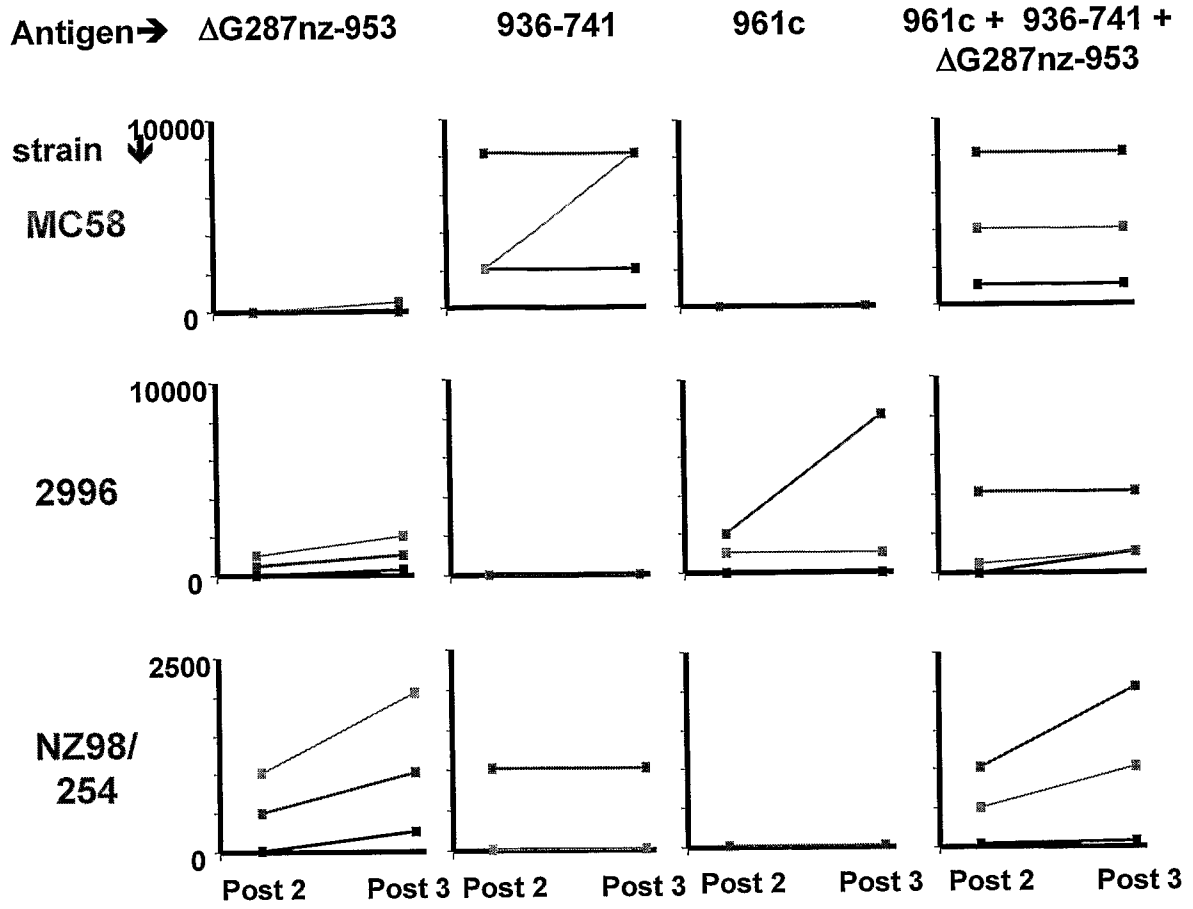 Antigen➔ ΔG287nz-953 936-741 961c 961c + 936-741 +
ΔG287nz-953
strain ↓ 10000
MC58
0
10000
2996
0
2500
NZ98/
254
0
Post 2 Post 3 Post 2 Post 3 Post 2 Post 3 Post 2 Post 3